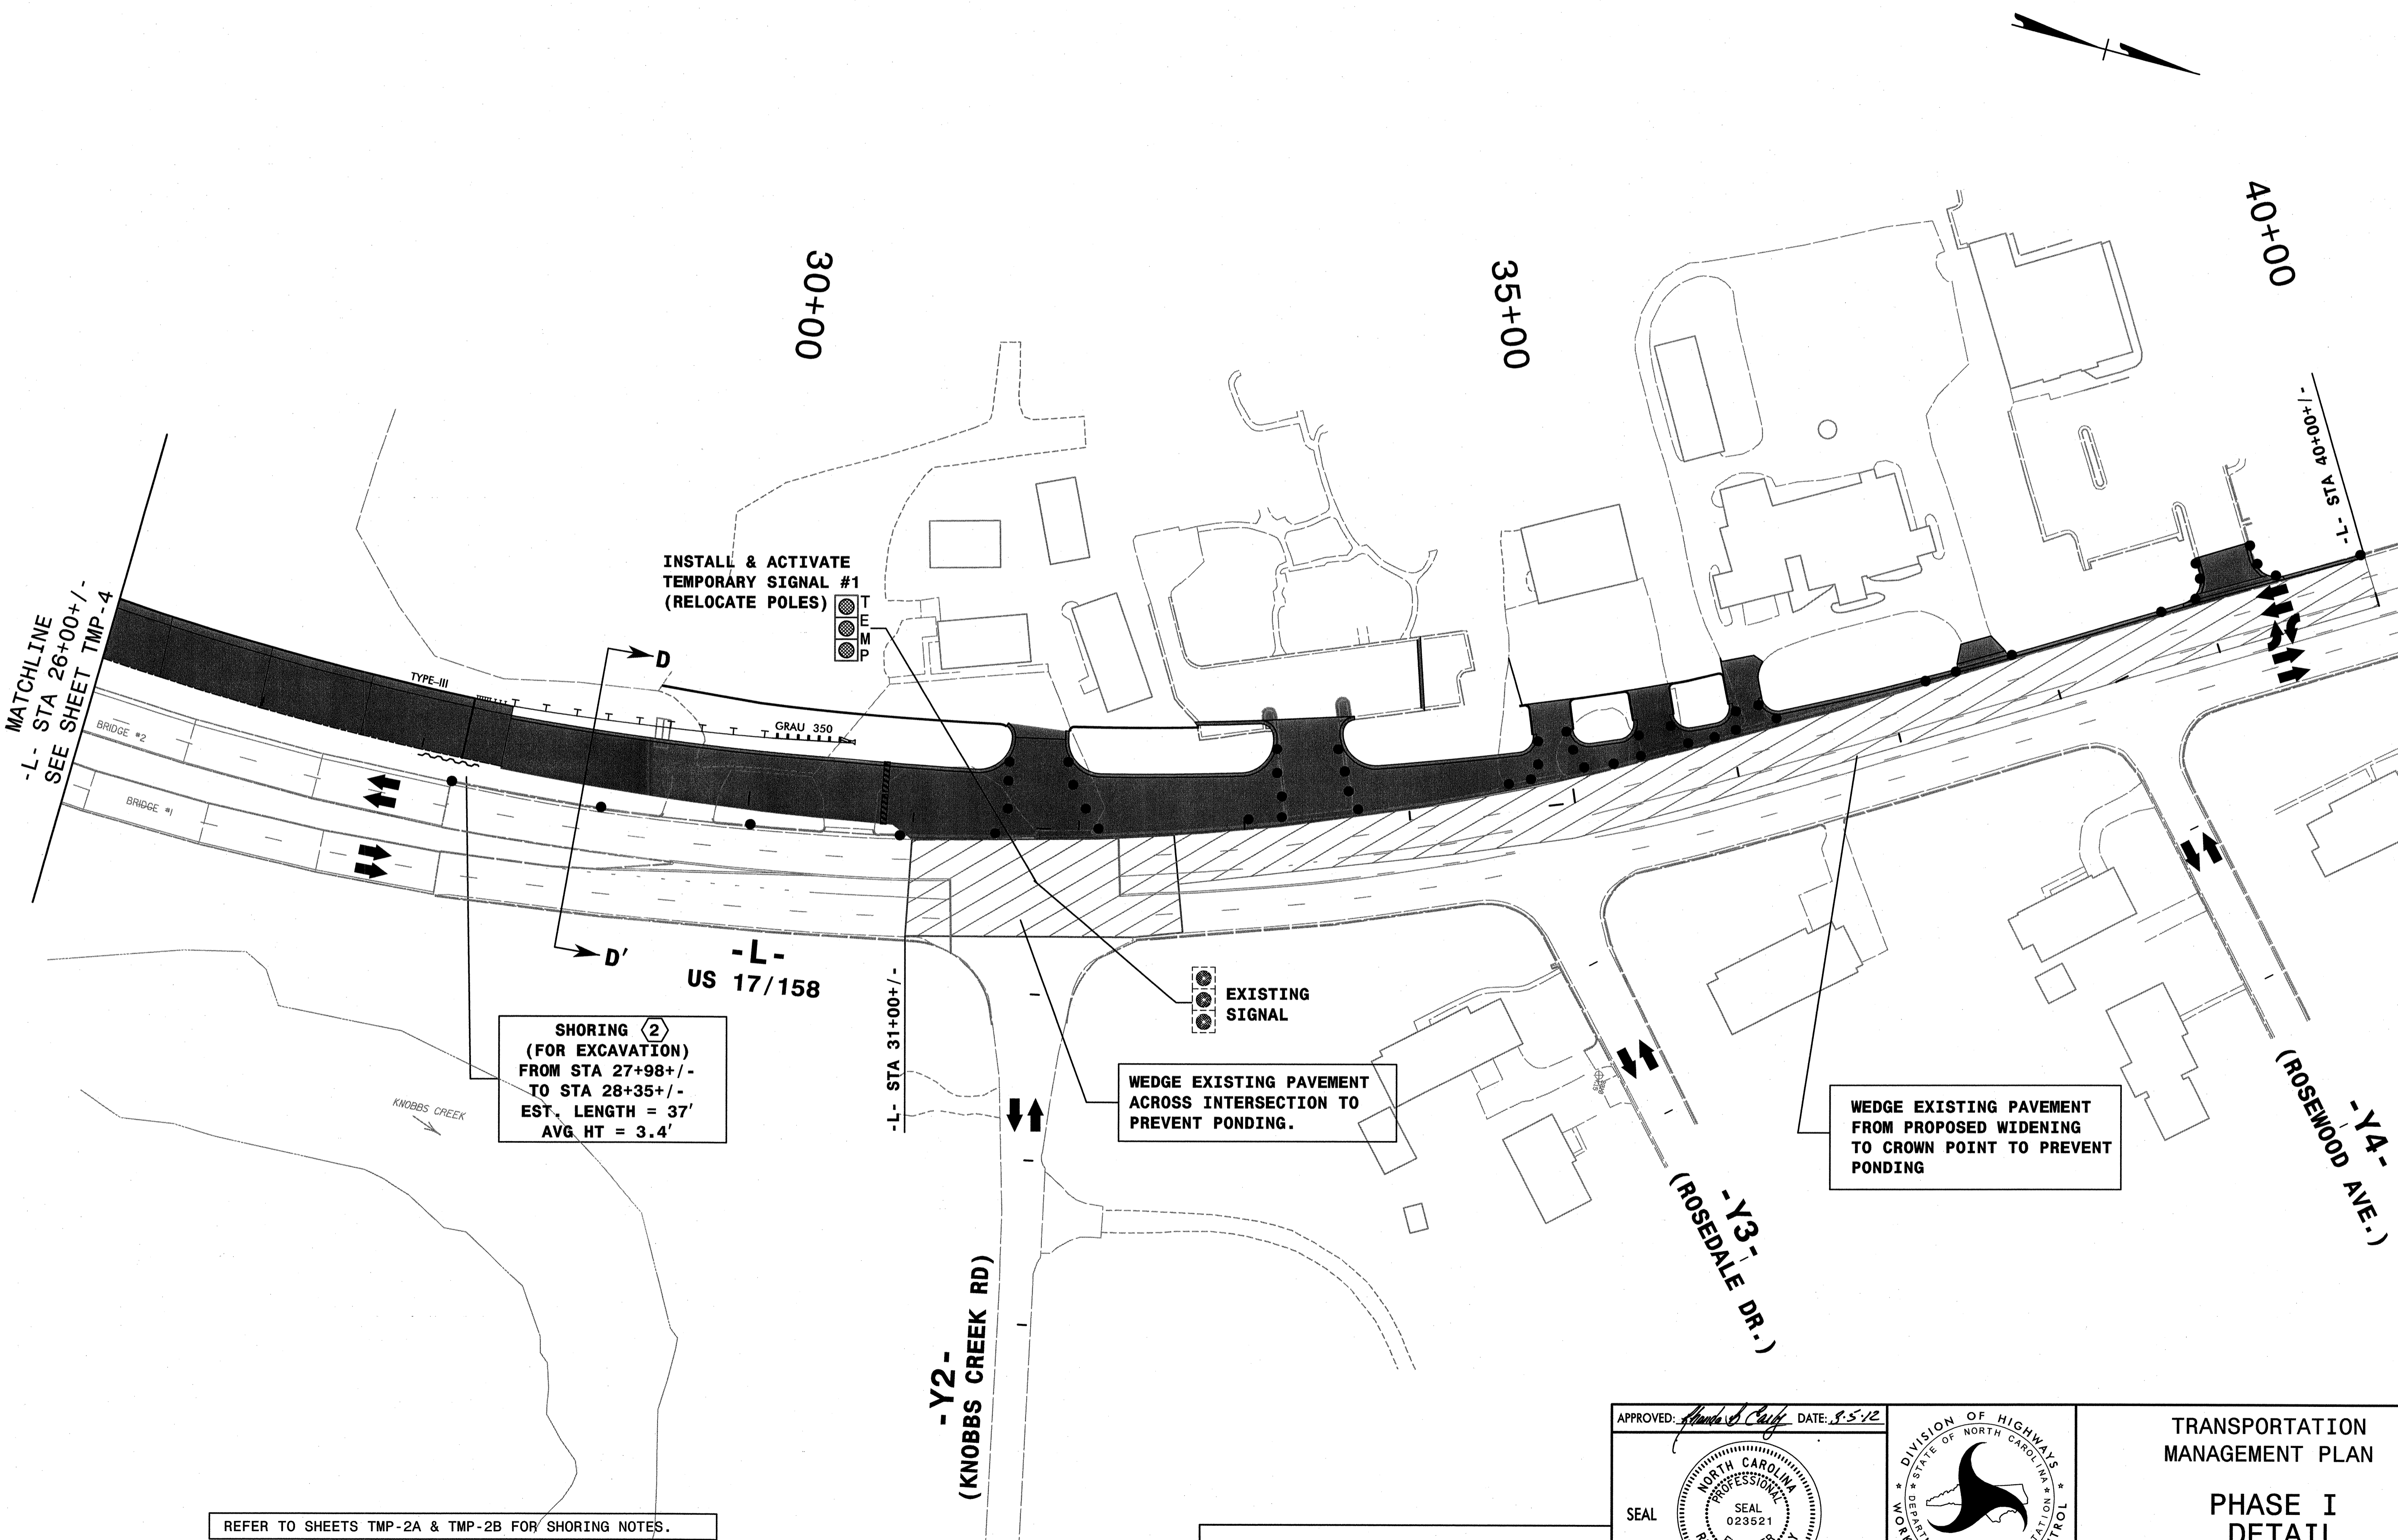 40+00
30+00
35+00
-L- STA 40+00+/-
INSTALL & ACTIVATE
TEMPORARY SIGNAL #1
(RELOCATE POLES)
TEMP
MATCHLINE
-L- STA 26+00+/-
SEE SHEET TMP-4
D
TYPE-III
GRAU 350
BRIDGE #2
BRIDGE #1
D'
-L-
US 17/158
-L- STA 31+00+/-
EXISTING
SIGNAL
SHORING 2
(FOR EXCAVATION)
FROM STA 27+98+/-
TO STA 28+35+/-
EST. LENGTH = 37'
AVG HT = 3.4'
KNOBBS CREEK
WEDGE EXISTING PAVEMENT
ACROSS INTERSECTION TO
PREVENT PONDING.
WEDGE EXISTING PAVEMENT
FROM PROPOSED WIDENING
TO CROWN POINT TO PREVENT
PONDING
-Y4-
(ROSEWOOD AVE.)
-Y3-
(ROSEDALE DR.)
-Y2-
(KNOBBS CREEK RD)
REFER TO SHEETS TMP-2A & TMP-2B FOR SHORING NOTES.
APPROVED: DATE: 3-5-12
SEAL
NORTH CAROLINA
PROFESSIONAL
SEAL
023521
DIVISION OF HIGHWAYS
STATE OF NORTH CAROLINA
TRANSPORTATION
MANAGEMENT PLAN
PHASE I
DETAIL